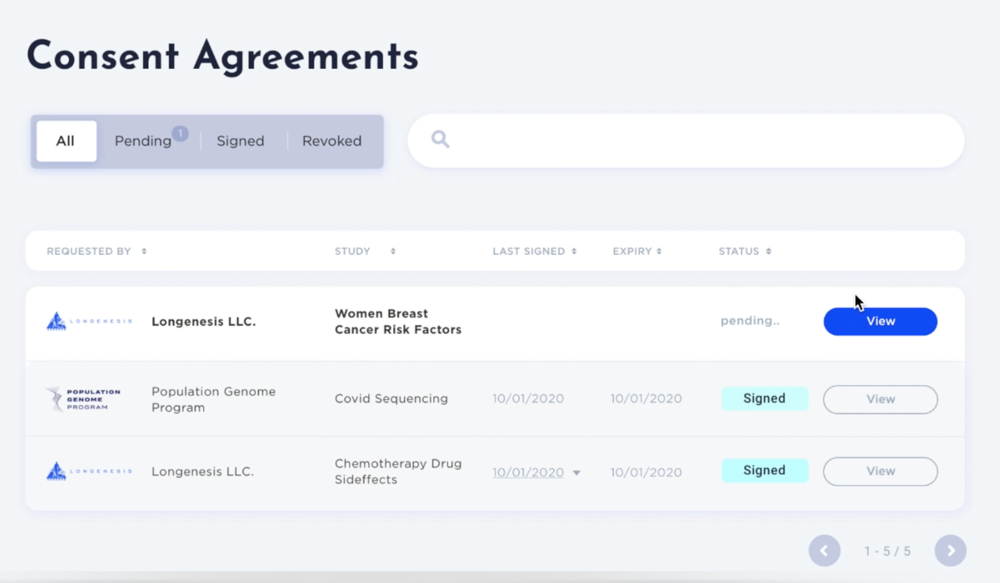 Consent Agreements
All
Pending
1
Signed
Revoked
REQUESTED BY
STUDY
LAST SIGNED
EXPIRY
STATUS
LONGENESIS
Longenesis LLC.
Women Breast
Cancer Risk Factors
pending..
View
POPULATION
GENOME
PROGRAM
Population Genome
Program
Covid Sequencing
10/01/2020
10/01/2020
Signed
View
LONGENESIS
Longenesis LLC.
Chemotherapy Drug
Sideffects
10/01/2020
10/01/2020
Signed
View
1 - 5 / 5